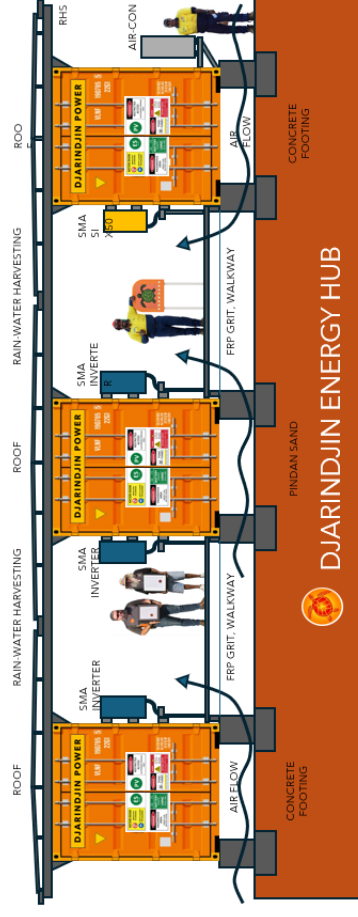 ROOF
RAIN-WATER HARVESTING
ROOF
RAIN-WATER HARVESTING
ROO
F
RHS
DJARINDJIN POWER
SMA
INVERTER
SMA
INVERTER
DJARINDJIN POWER
SMA
INVERTE
R
SMA
SI
X50
DJARINDJIN POWER
AIR-CON
AIR FLOW
FRP GRIT, WALKWAY
FRP GRIT, WALKWAY
AIR
FLOW
CONCRETE
FOOTING
PINDAN SAND
CONCRETE
FOOTING
DJARINDJIN ENERGY HUB